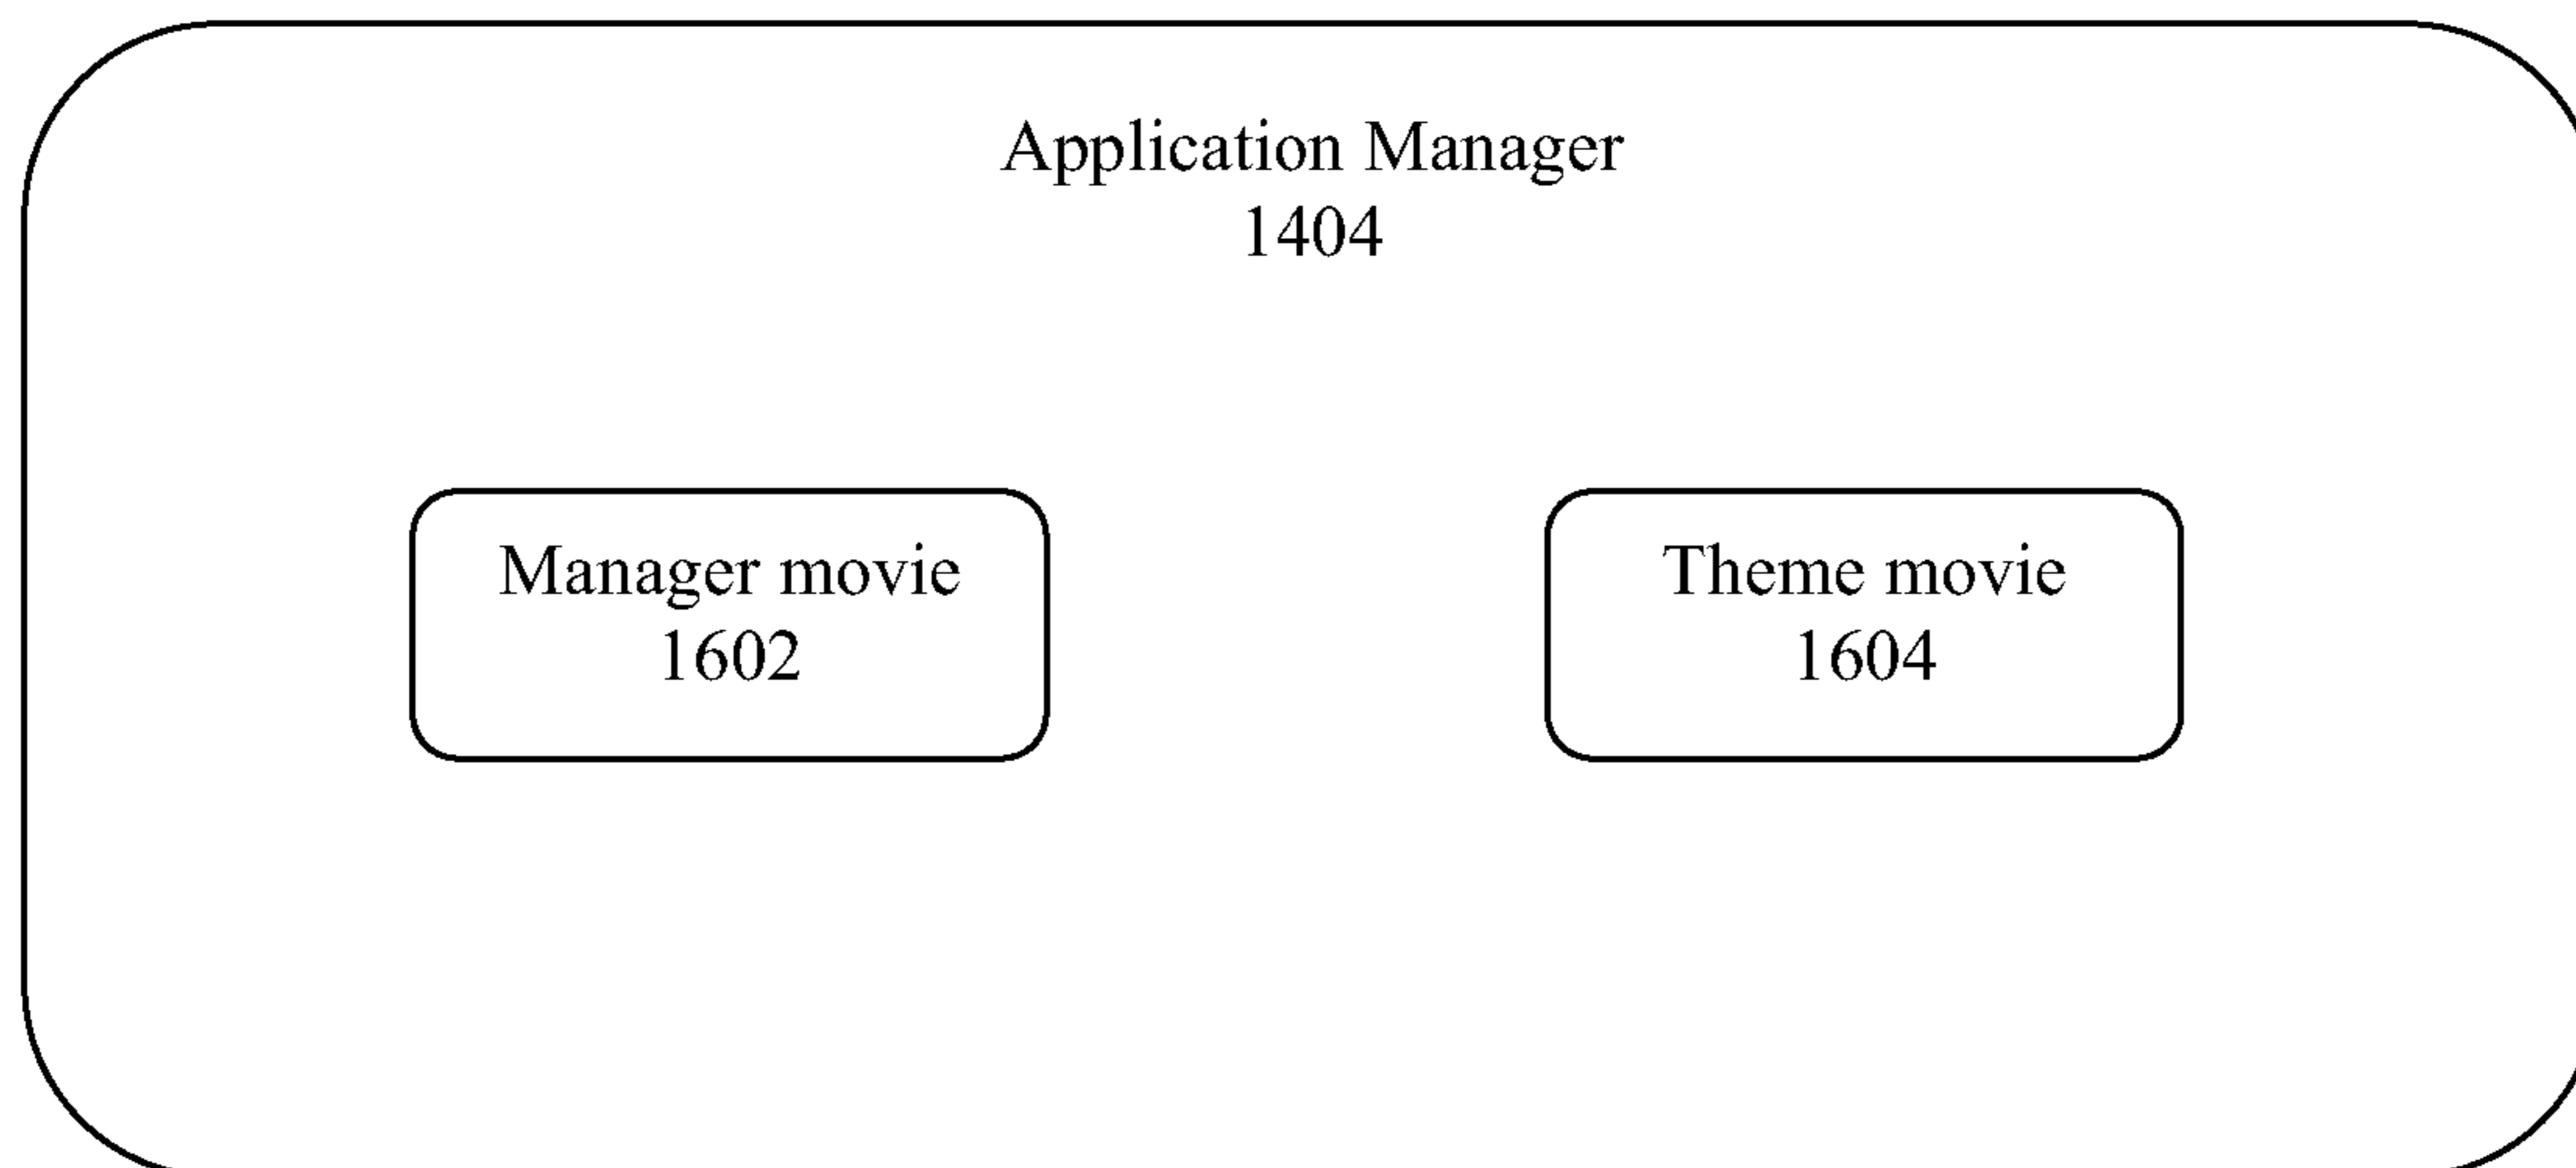 Application Manager
1404
Manager movie
1602
Theme movie
1604